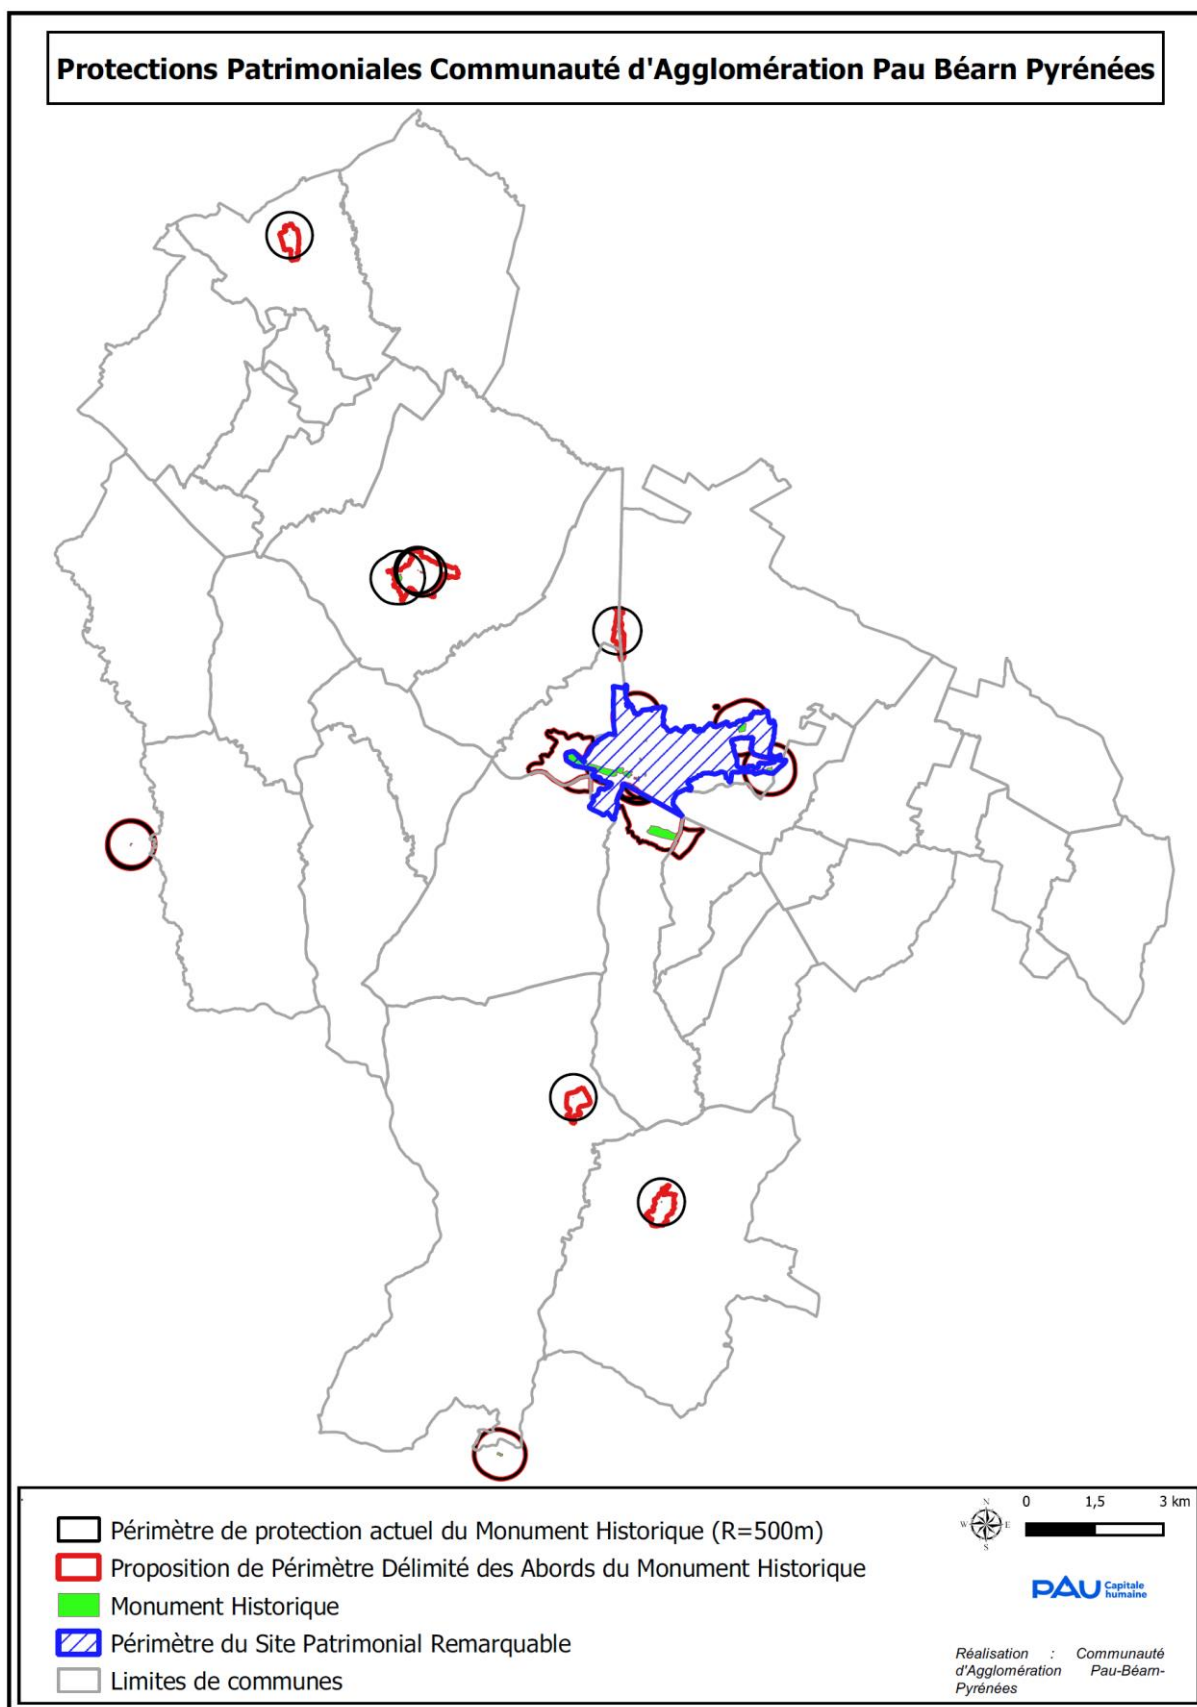 Protections Patrimoniales Communauté d'Agglomération Pau Béarn Pyrénées
Périmètre de protection actuel du Monument Historique (R=500m)
Proposition de Périmètre Délimité des Abords du Monument Historique
Monument Historique
Périmètre du Site Patrimonial Remarquable
Limites de communes
N
W E
S
0 1,5 3 km
PAU Capitale
humaine
Réalisation : Communauté
d'Agglomération Pau-Béarn-
Pyrénées